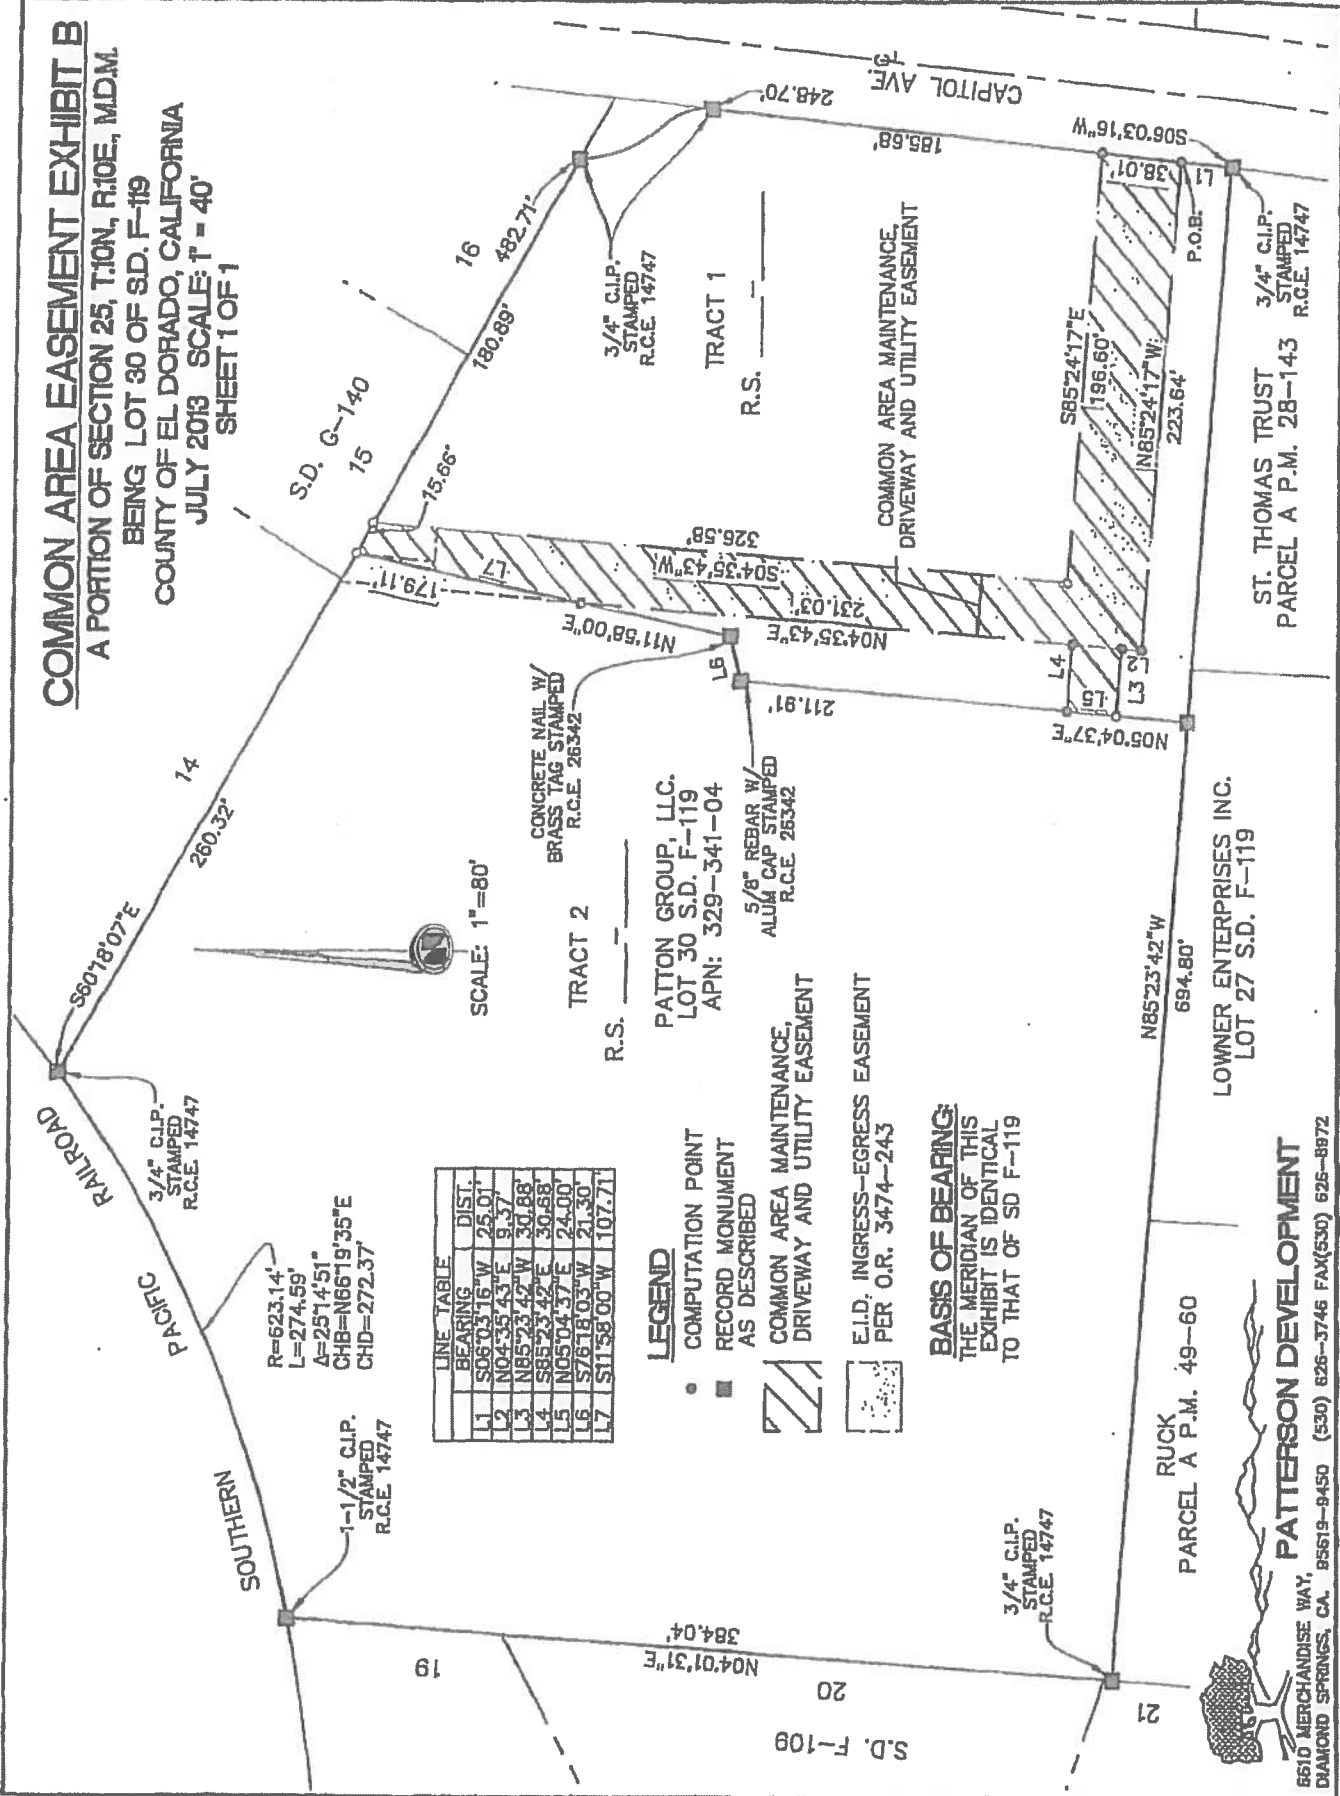 COMMON AREA EASEMENT EXHIBIT B
A PORTION OF SECTION 25, T.10N., R.10E., M.D.M.
BEING LOT 30 OF S.D. F-119
COUNTY OF EL DORADO, CALIFORNIA
JULY 2013 SCALE: 1" = 40'
SHEET 1 OF 1
RAILROAD
PACIFIC
SOUTHERN
S60°18'07"E
260.32'
14
S.D. G-140
15
16
482.71'
180.89'
15.66'
3/4" C.I.P.
STAMPED
R.C.E. 14747
R=623.14'
L=274.59'
Δ=25°14'51"
CHB=N66°19'35"E
CHD=272.37'
1-1/2" C.I.P.
STAMPED
R.C.E. 14747
3/4" C.I.P.
STAMPED
R.C.E. 14747
248.70'
CAPITOL AVE.
CL
185.68'
S06°03'16"W
38.01'
L1
P.O.B.
3/4" C.I.P.
STAMPED
R.C.E. 14747
TRACT 1
R.S. ____-____
COMMON AREA MAINTENANCE,
DRIVEWAY AND UTILITY EASEMENT
S85°24'17"E
196.60'
N85°24'17"W
223.64'
179.11'
L7
N11°58'00"E
326.58'
S04°35'43"W
231.03'
N04°35'43"E
L6
211.91'
L4
L5
L3
L2
N05°04'37"E
CONCRETE NAIL W/
BRASS TAG STAMPED
R.C.E. 26342
5/8" REBAR W/
ALUM CAP STAMPED
R.C.E. 26342
SCALE: 1"=80'
TRACT 2
R.S. ____-____
PATTON GROUP, LLC.
LOT 30 S.D. F-119
APN: 329-341-04
LINE TABLE
BEARING DIST.
L1 S06°03'16"W 25.01'
L2 N04°35'43"E 9.37'
L3 N85°23'42"W 30.88'
L4 S85°23'42"E 30.68'
L5 N05°04'37"E 24.00'
L6 S76°18'03"W 21.30'
L7 S11°58'00"W 107.71'
LEGEND
COMPUTATION POINT
RECORD MONUMENT
AS DESCRIBED
COMMON AREA MAINTENANCE,
DRIVEWAY AND UTILITY EASEMENT
E.I.D. INGRESS-EGRESS EASEMENT
PER O.R. 3474-243
BASIS OF BEARING:
THE MERIDIAN OF THIS
EXHIBIT IS IDENTICAL
TO THAT OF SD F-119
384.04'
N04°01'31"E
19
20
21
S.D. F-109
3/4" C.I.P.
STAMPED
R.C.E. 14747
N85°23'42"W
694.80'
RUCK
PARCEL A P.M. 49-60
LOWNER ENTERPRISES INC.
LOT 27 S.D. F-119
ST. THOMAS TRUST
PARCEL A P.M. 28-143
PATTERSON DEVELOPMENT
6610 MERCHANDISE WAY,
DIAMOND SPRINGS, CA. 95619-9450 (530) 626-3746 FAX(530) 626-8972